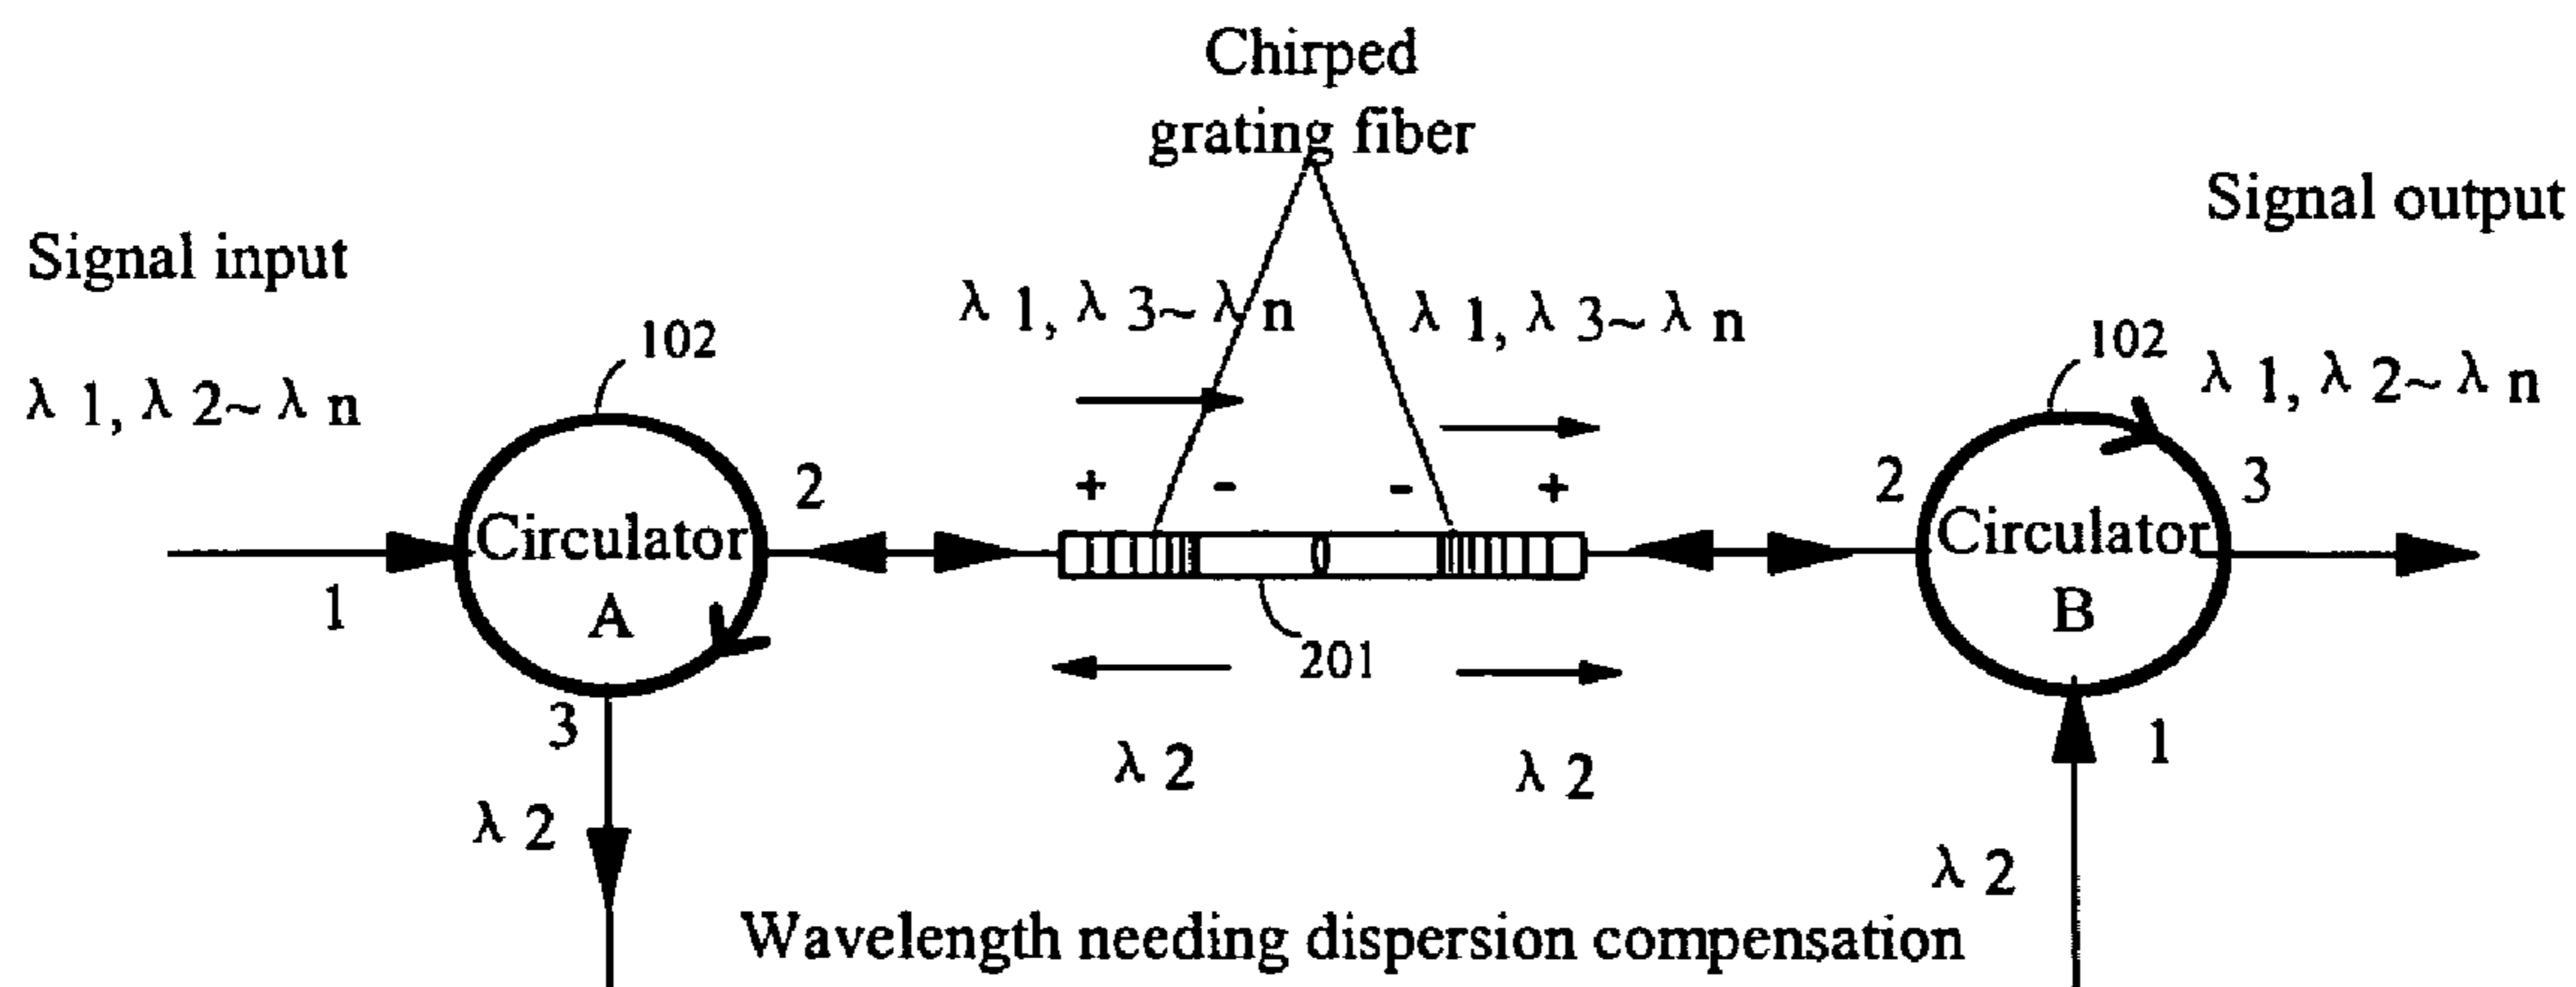 Chirped
grating fiber
Signal input
Signal output
λ 1, λ 3~ λ n
λ 1, λ 3~ λ n
102
102
λ 1, λ 2~ λ n
λ 1, λ 2~ λ n
2
+
-
-
+
2
3
Circulator
A
Circulator
B
1
201
3
1
λ 2
λ 2
λ 2
λ 2
Wavelength needing dispersion compensation